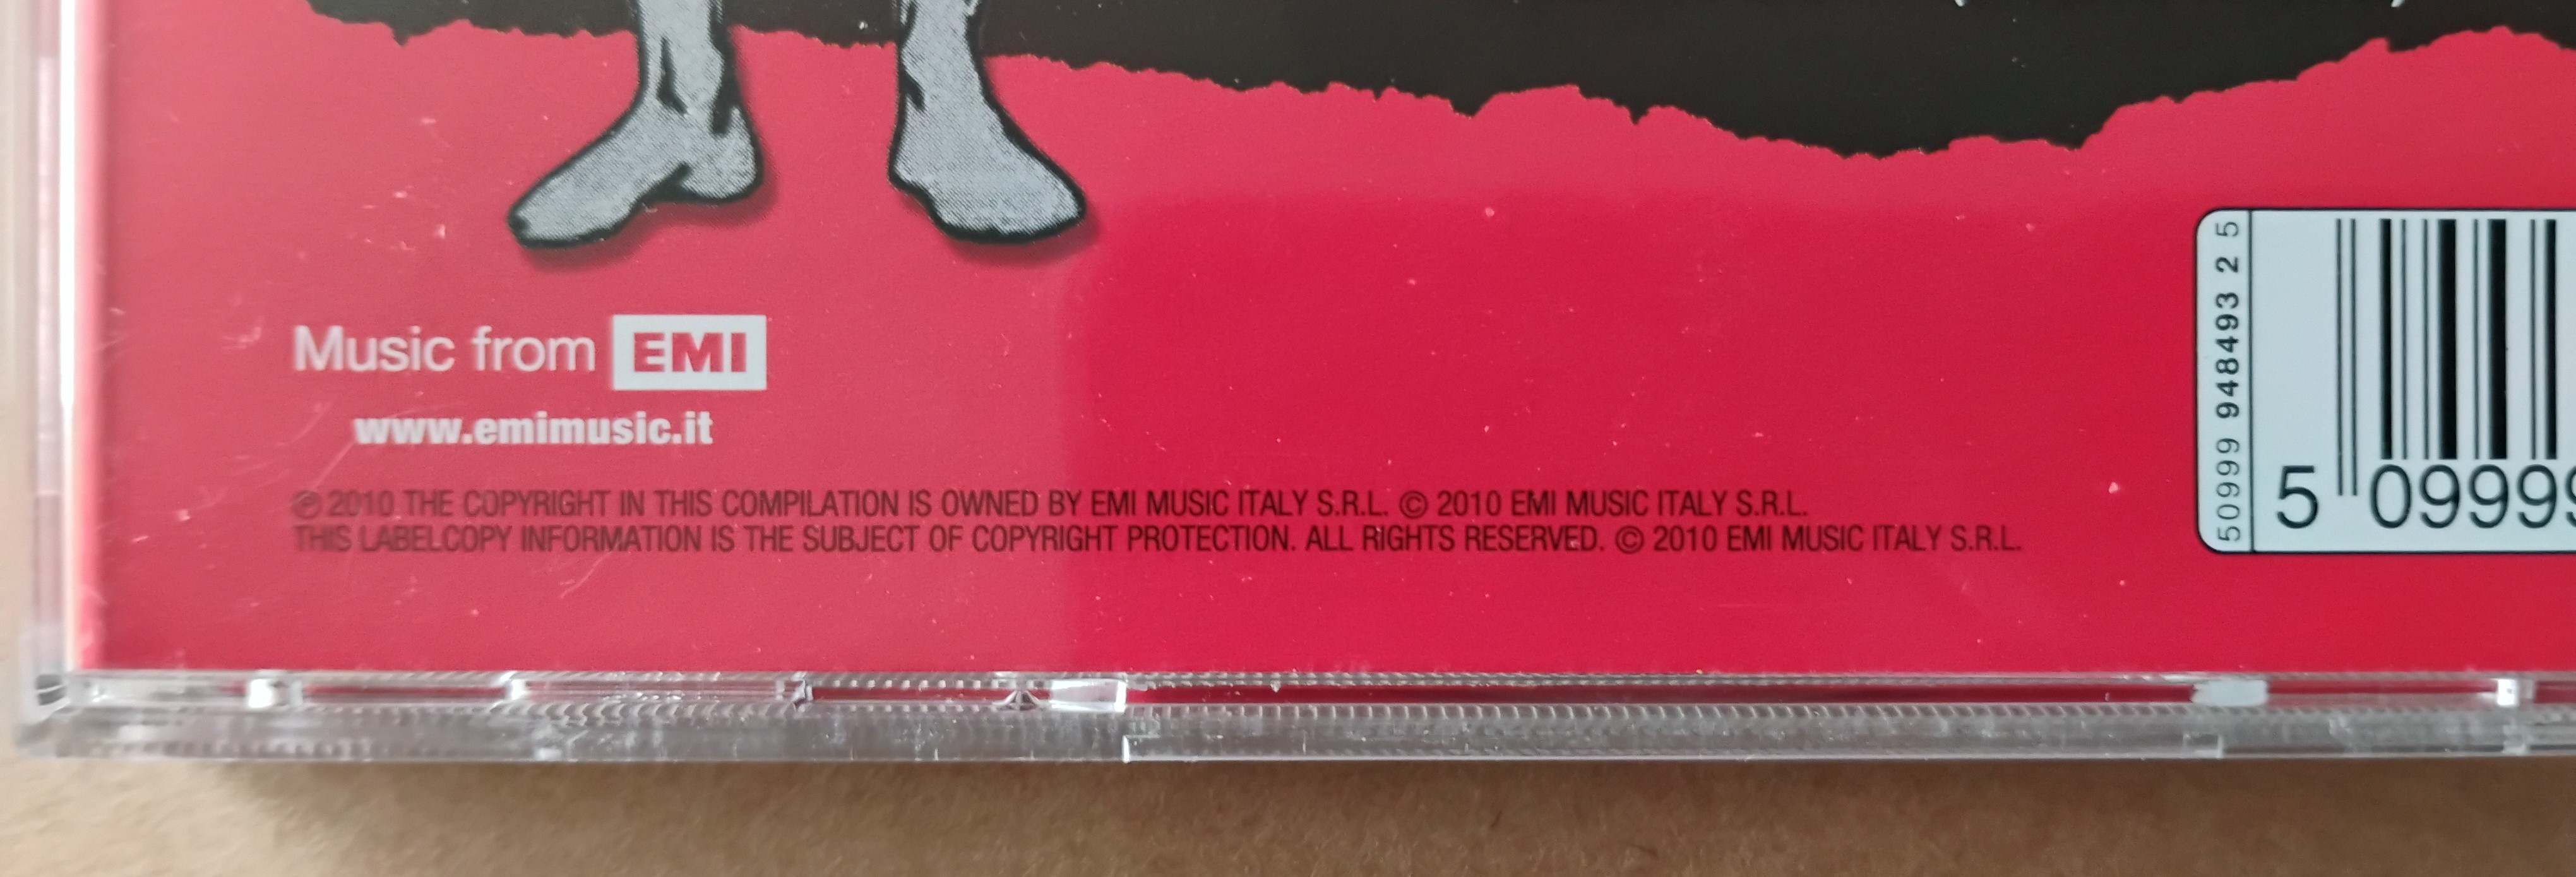 Music from EMI
www.emimusic.it
℗ 2010 THE COPYRIGHT IN THIS COMPILATION IS OWNED BY EMI MUSIC ITALY S.R.L. © 2010 EMI MUSIC ITALY S.R.L.
THIS LABELCOPY INFORMATION IS THE SUBJECT OF COPYRIGHT PROTECTION. ALL RIGHTS RESERVED. © 2010 EMI MUSIC ITALY S.R.L.
50999 948493 2 5
5 09999